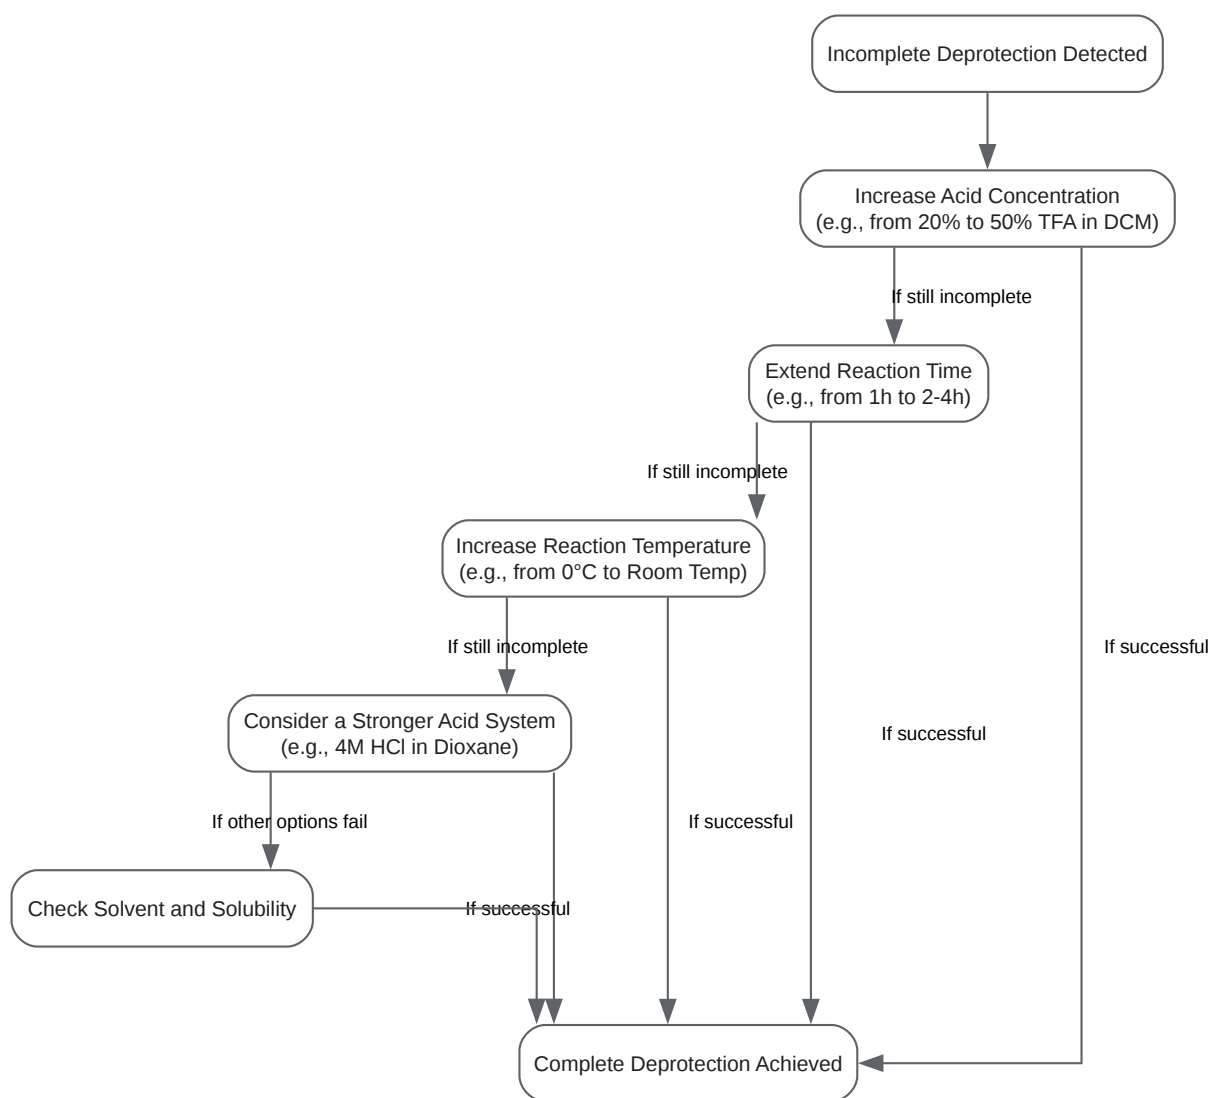 Incomplete Deprotection Detected
Increase Acid Concentration
(e.g., from 20% to 50% TFA in DCM)
If still incomplete
Extend Reaction Time
(e.g., from 1h to 2-4h)
If still incomplete
Increase Reaction Temperature
(e.g., from 0°C to Room Temp)
If still incomplete
If successful
Consider a Stronger Acid System
(e.g., 4M HCl in Dioxane)
If successful
If other options fail
If successful
Check Solvent and Solubility
If successful
Complete Deprotection Achieved